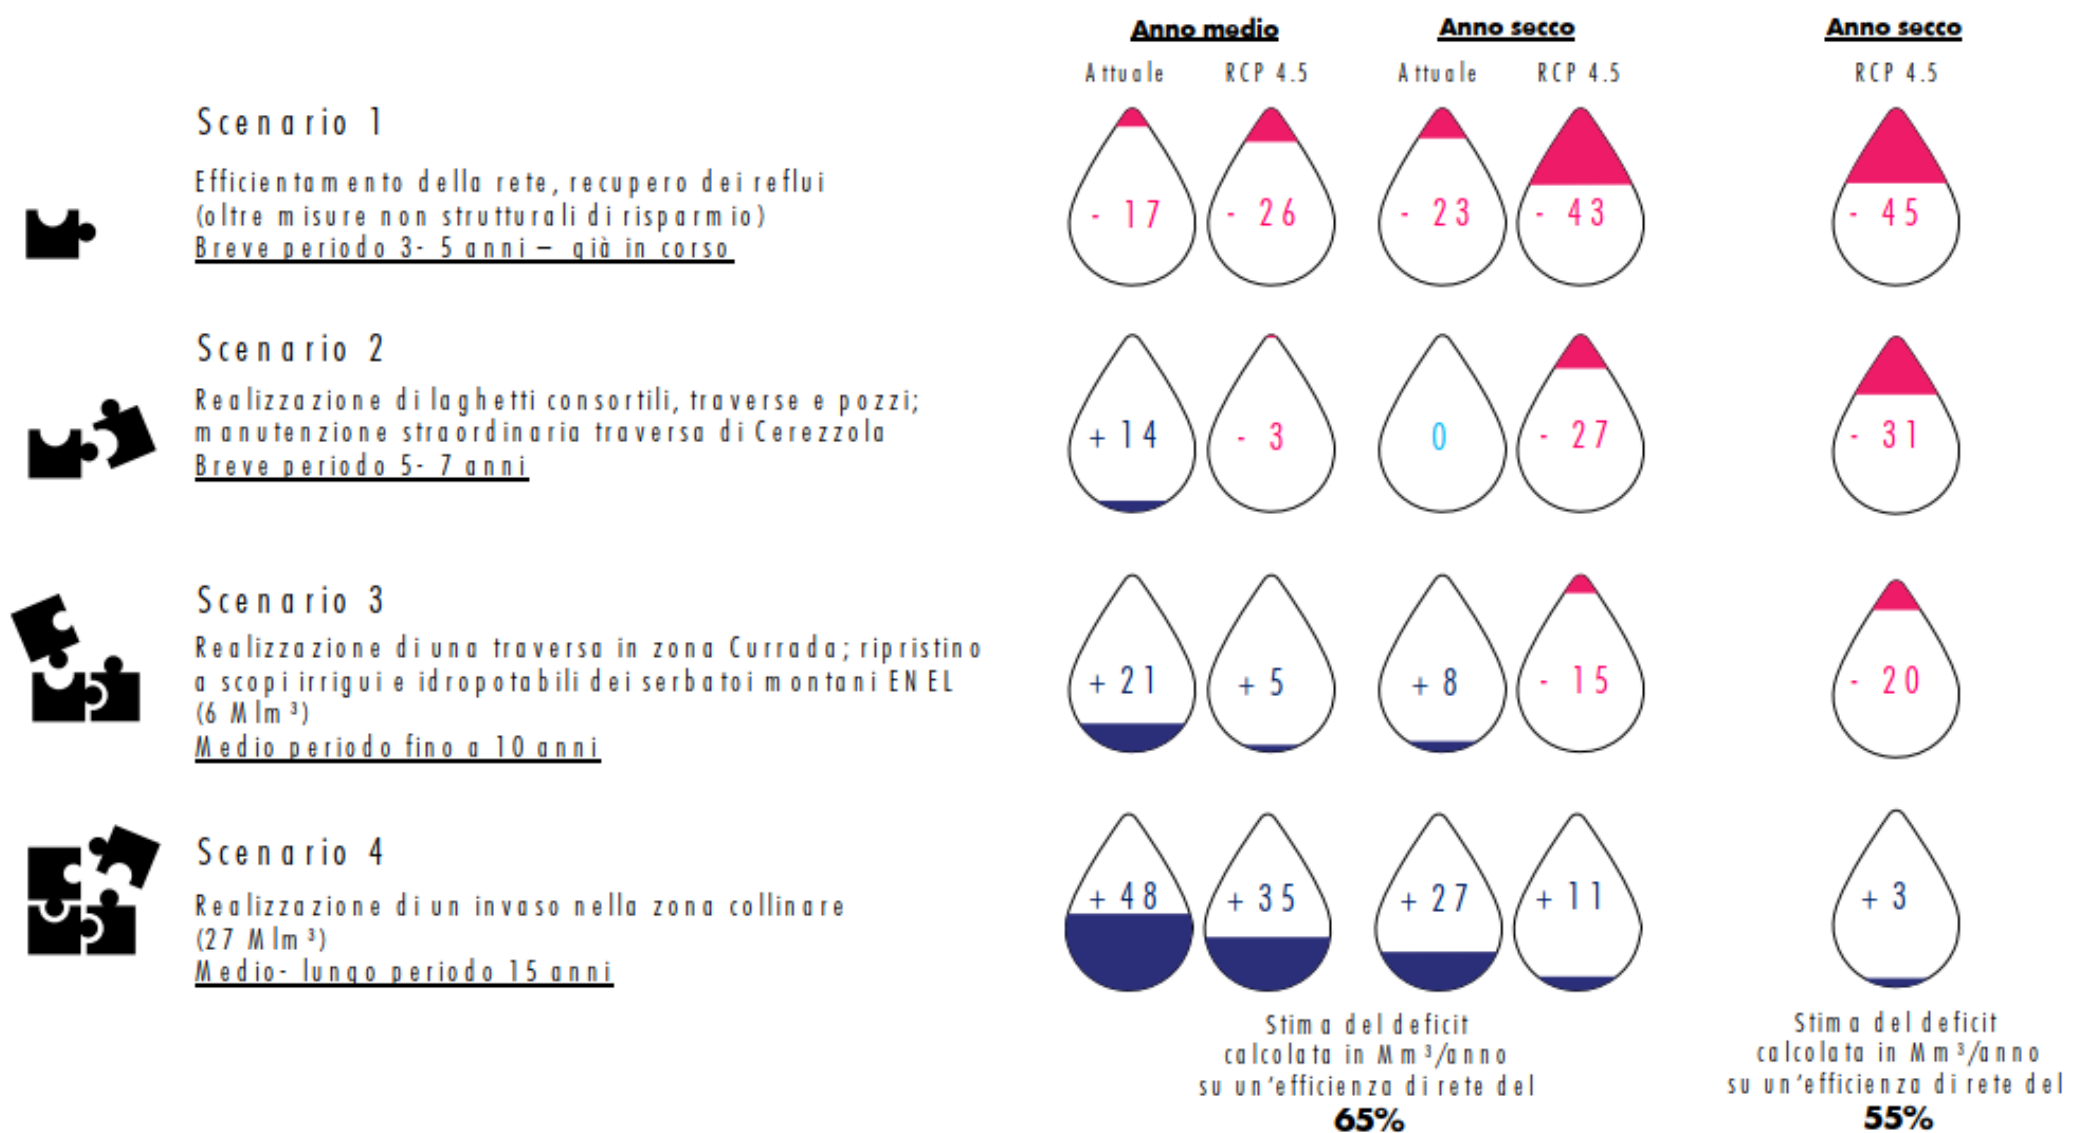 Anno medio
Anno secco
Anno secco
Attuale
RCP 4.5
Attuale
RCP 4.5
RCP 4.5
Scenario 1
Efficientamento della rete, recupero dei reflui
(oltre misure non strutturali di risparmio)
Breve periodo 3- 5 anni – già in corso
- 17
- 26
- 23
- 43
- 45
Scenario 2
Realizzazione di laghetti consortili, traverse e pozzi;
manutenzione straordinaria traversa di Cerezzola
Breve periodo 5- 7 anni
+ 14
- 3
0
- 27
- 31
Scenario 3
Realizzazione di una traversa in zona Currada; ripristino
a scopi irrigui e idropotabili dei serbatoi montani ENEL
(6 Mlm³)
Medio periodo fino a 10 anni
+ 21
+ 5
+ 8
- 15
- 20
Scenario 4
Realizzazione di un invaso nella zona collinare
(27 Mlm³)
Medio- lungo periodo 15 anni
+ 48
+ 35
+ 27
+ 11
+ 3
Stima del deficit
calcolata in Mm³/anno
su un'efficienza di rete del
65%
Stima del deficit
calcolata in Mm³/anno
su un'efficienza di rete del
55%